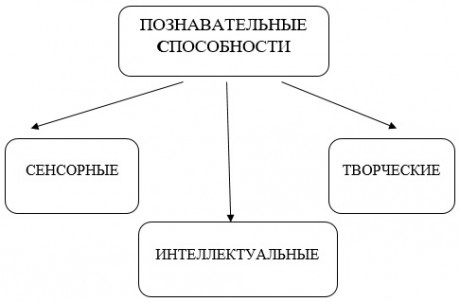 ПОЗНАВАТЕЛЬНЫЕ
СПОСОБНОСТИ
СЕНСОРНЫЕ
ТВОРЧЕСКИЕ
ИНТЕЛЛЕКТУАЛЬНЫЕ